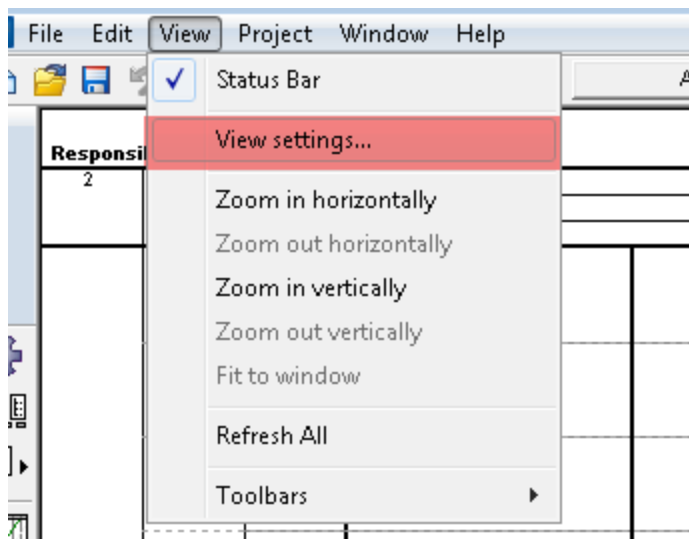 File Edit View Project Window Help
Status Bar
View settings...
Responsi
2
Zoom in horizontally
Zoom out horizontally
Zoom in vertically
Zoom out vertically
Fit to window
Refresh All
Toolbars